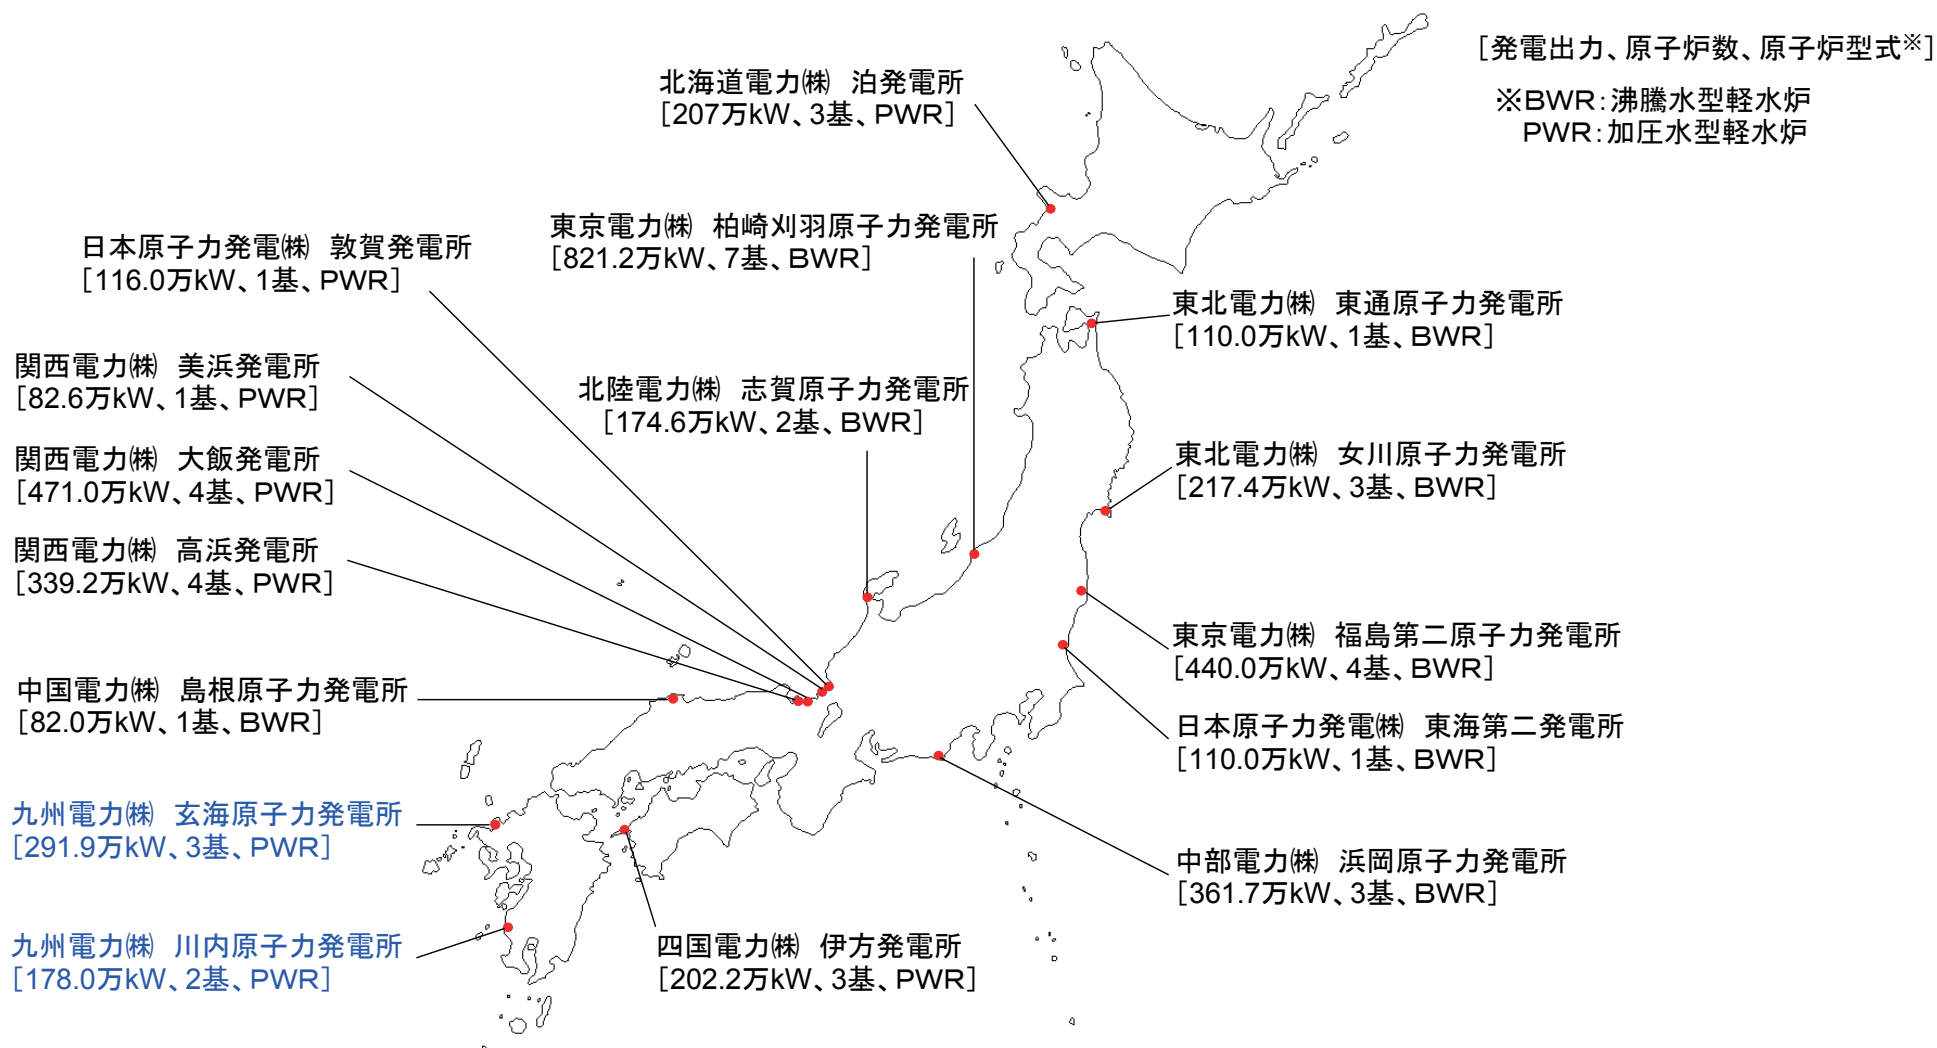 [発電出力、原子炉数、原子炉型式※]
※BWR:沸騰水型軽水炉
PWR:加圧水型軽水炉
北海道電力㈱ 泊発電所
[207万kW、3基、PWR]
東京電力㈱ 柏崎刈羽原子力発電所
[821.2万kW、7基、BWR]
日本原子力発電㈱ 敦賀発電所
[116.0万kW、1基、PWR]
東北電力㈱ 東通原子力発電所
[110.0万kW、1基、BWR]
関西電力㈱ 美浜発電所
[82.6万kW、1基、PWR]
北陸電力㈱ 志賀原子力発電所
[174.6万kW、2基、BWR]
関西電力㈱ 大飯発電所
[471.0万kW、4基、PWR]
東北電力㈱ 女川原子力発電所
[217.4万kW、3基、BWR]
関西電力㈱ 高浜発電所
[339.2万kW、4基、PWR]
東京電力㈱ 福島第二原子力発電所
[440.0万kW、4基、BWR]
中国電力㈱ 島根原子力発電所
[82.0万kW、1基、BWR]
日本原子力発電㈱ 東海第二発電所
[110.0万kW、1基、BWR]
九州電力㈱ 玄海原子力発電所
[291.9万kW、3基、PWR]
中部電力㈱ 浜岡原子力発電所
[361.7万kW、3基、BWR]
九州電力㈱ 川内原子力発電所
[178.0万kW、2基、PWR]
四国電力㈱ 伊方発電所
[202.2万kW、3基、PWR]